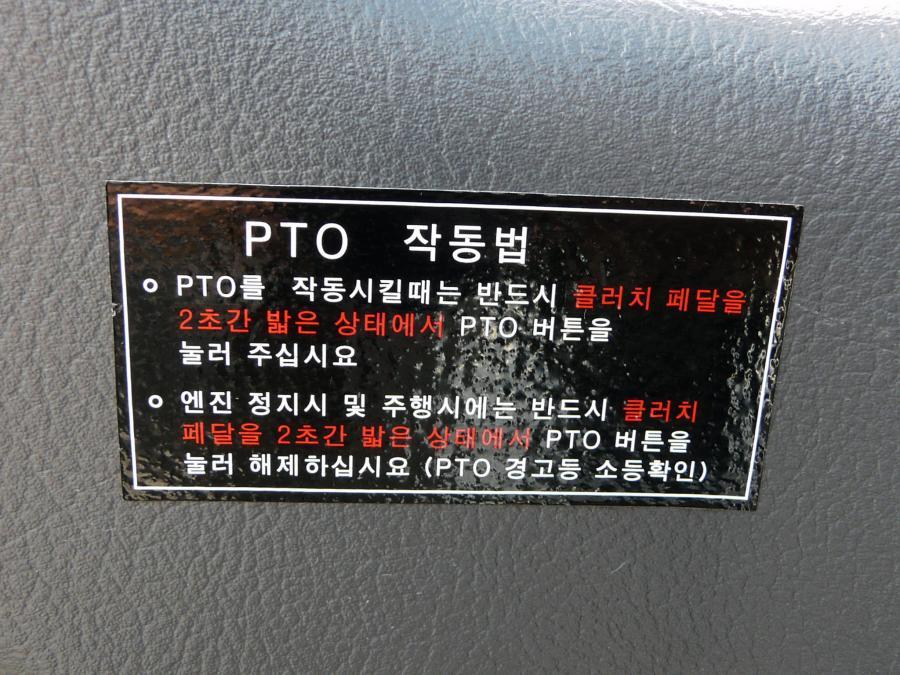 PTO 작동법
PTO를 작동시킬때는 반드시 클러치 페달을
2초간 밟은 상태에서 PTO 버튼을
눌러 주십시요
엔진 정지시 및 주행시에는 반드시 클러치
페달을 2초간 밟은 상태에서 PTO 버튼을
눌러 해제하십시요 (PTO 경고등 소등확인)